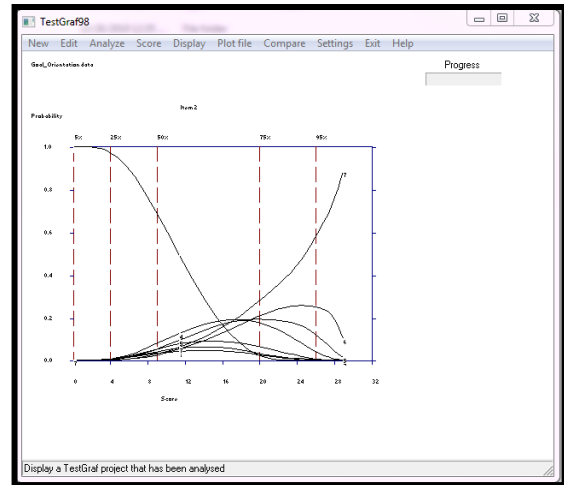 TestGraf98
New Edit Analyze Score Display Plot file Compare Settings Exit Help
Goal_Orientation data
Progress
Item 2
Probability
5% 25% 50% 75% 95%
1.0
0.8
0.6
0.4
0.2
0.0
7
6
0 4 8 12 16 20 24 28 32
Score
Display a TestGraf project that has been analysed